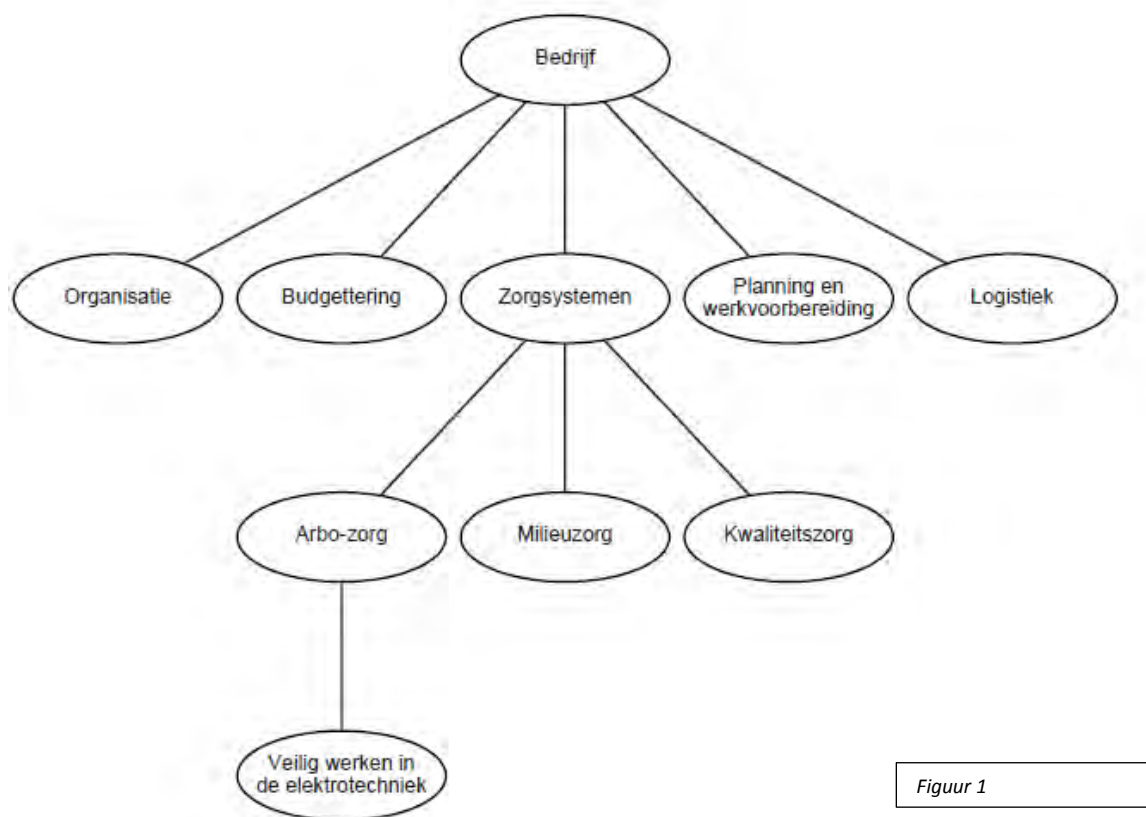 Bedrijf
Organisatie
Budgettering
Zorgsystemen
Planning en
werkvoorbereiding
Logistiek
Arbo-zorg
Milieuzorg
Kwaliteitszorg
Veilig werken in
de elektrotechniek
Figuur 1